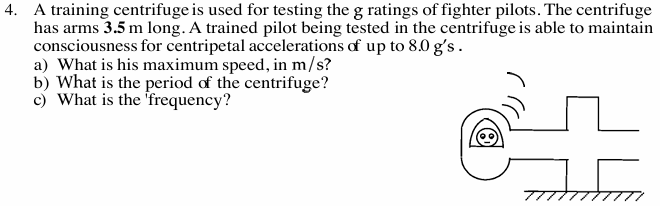 4. A training centrifuge is used for testing the g ratings of fighter pilots. The centrifuge
has arms 3.5 m long. A trained pilot being tested in the centrifuge is able to maintain
consciousness for centripetal accelerations of up to 8.0 g's.
a) What is his maximum speed, in m/s?
b) What is the period of the centrifuge?
c) What is the 'frequency?